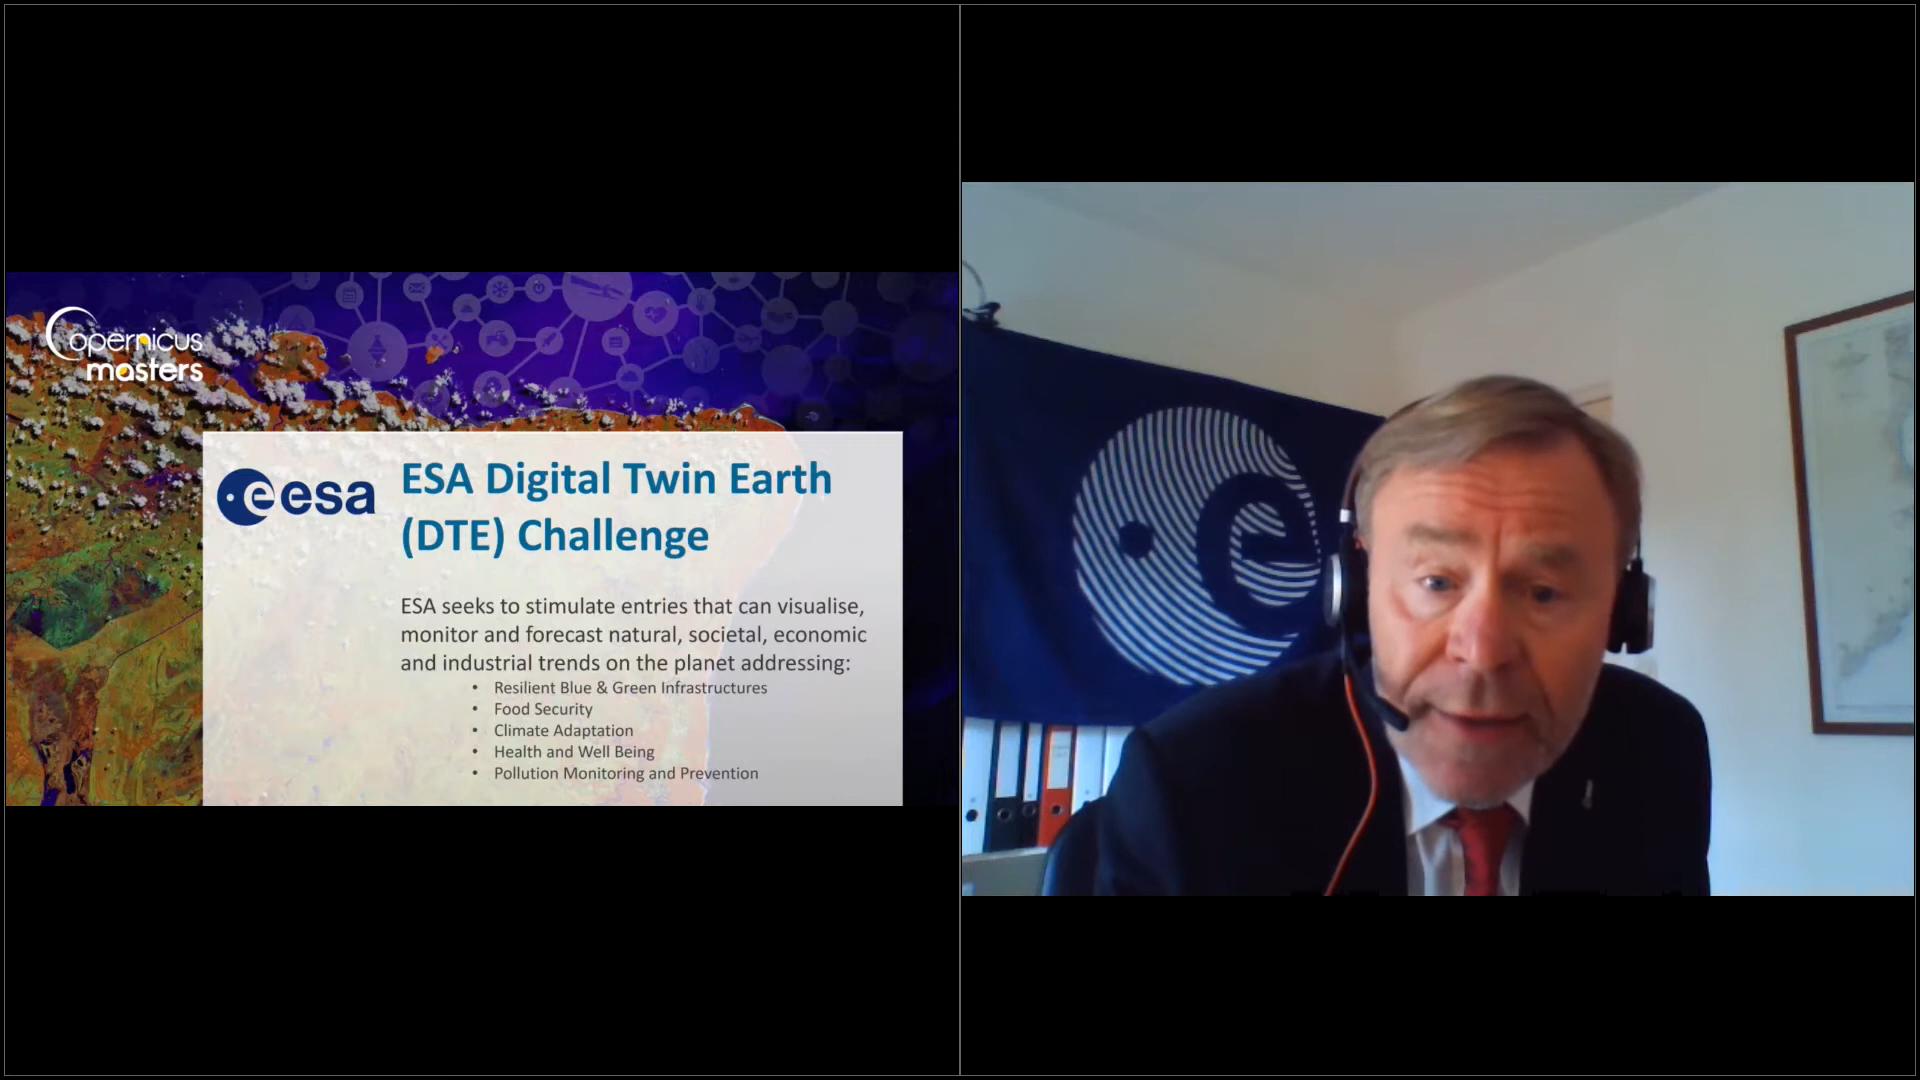 Copernicus
masters
esa
ESA Digital Twin Earth
(DTE) Challenge
ESA seeks to stimulate entries that can visualise,
monitor and forecast natural, societal, economic
and industrial trends on the planet addressing:
• Resilient Blue & Green Infrastructures
• Food Security
• Climate Adaptation
• Health and Well Being
• Pollution Monitoring and Prevention
e